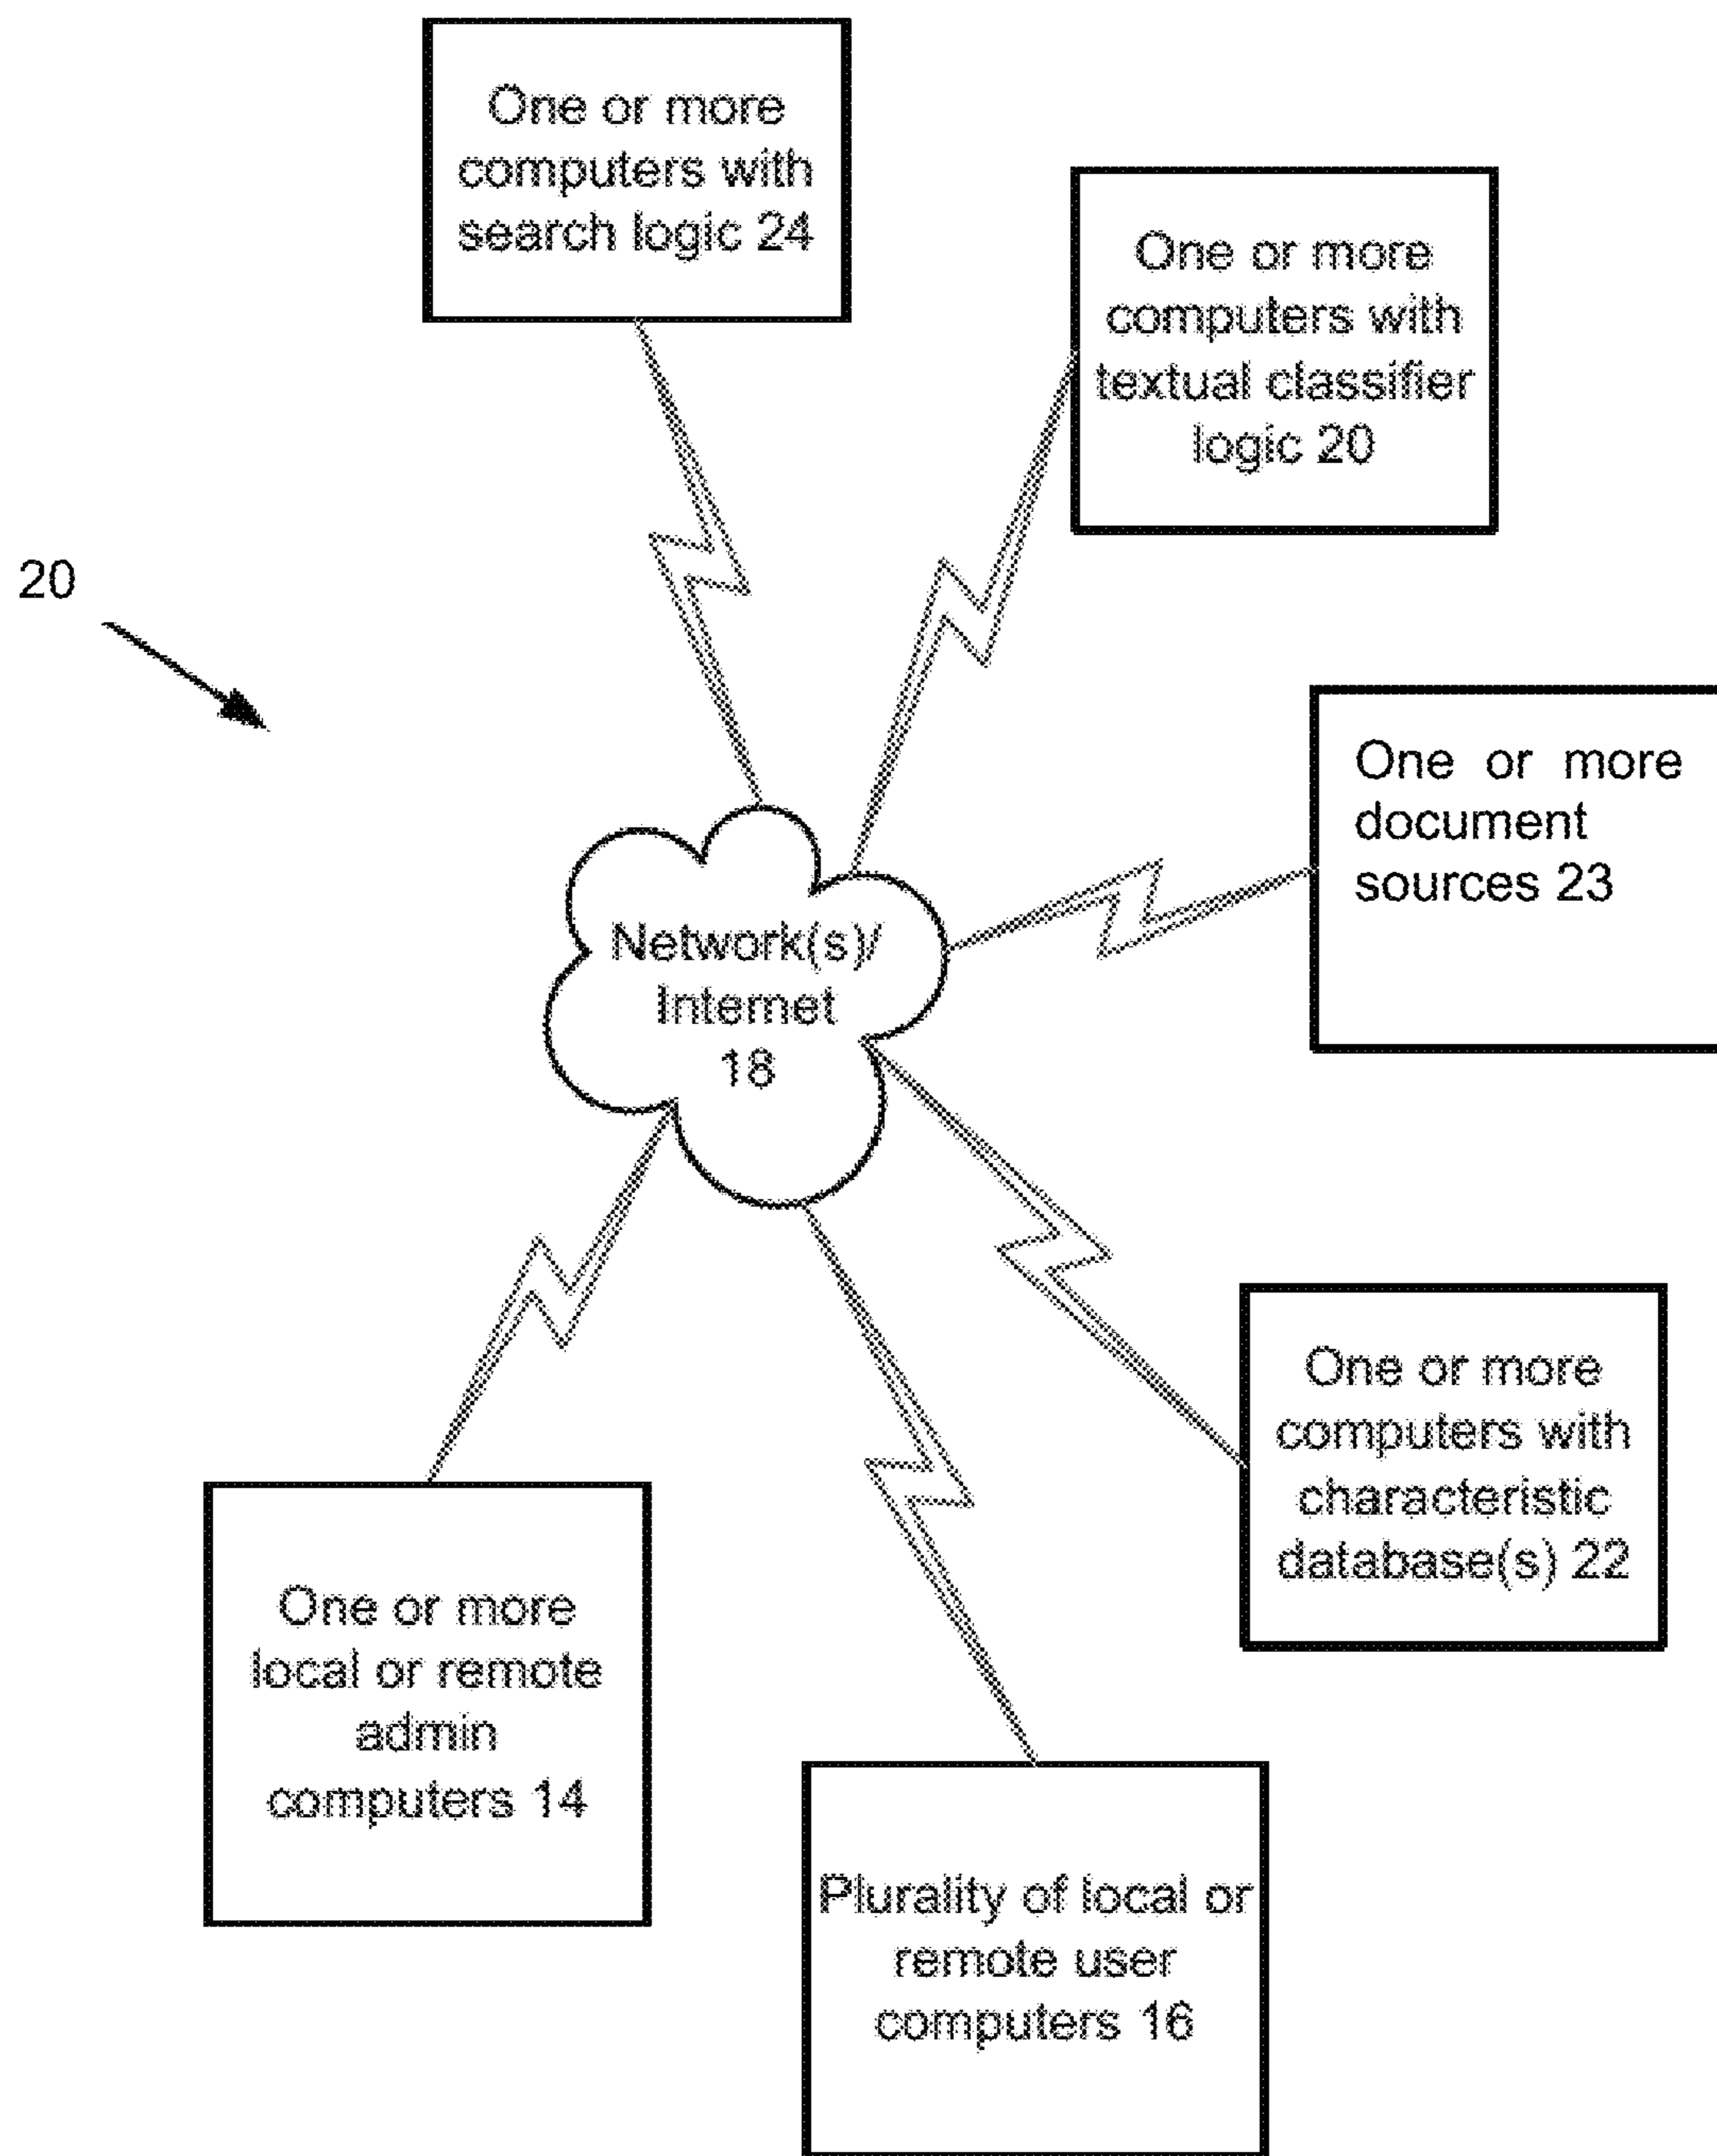 One or more
computers with
search logic 24
One or more
computers with
textual classifier
logic 20
20
One or more
document
sources 23
Network(s)/
Internet
18
One or more
computers with
characteristic
database(s) 22
One or more
local or remote
admin
computers 14
Plurality of local or
remote user
computers 16